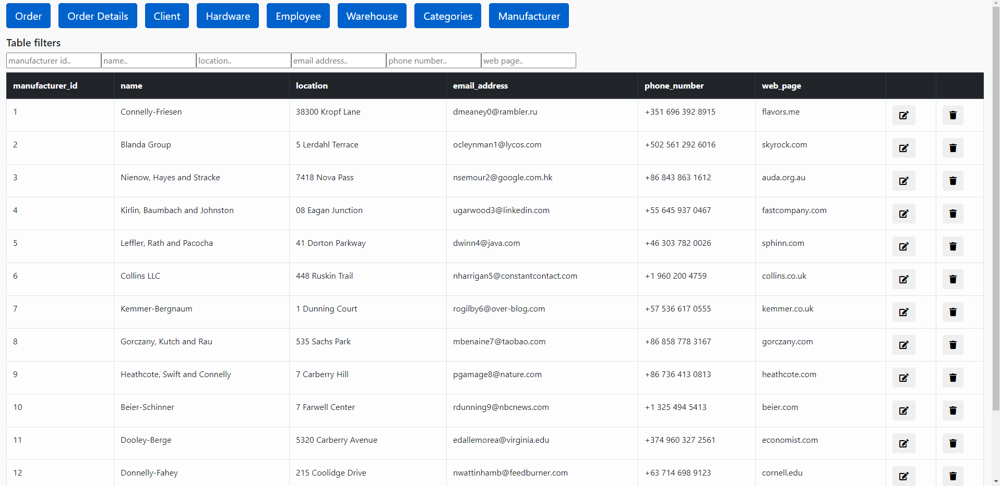 Order Order Details Client Hardware Employee Warehouse Categories Manufacturer
Table filters
manufacturer id.. name.. location.. email address.. phone number.. web page..
manufacturer_id name location email_address phone_number web_page
1 Connelly-Friesen 38300 Kropf Lane dmeaney0@rambler.ru +351 696 392 8915 flavors.me
2 Blanda Group 5 Lerdahl Terrace ocleynman1@lycos.com +502 561 292 6016 skyrock.com
3 Nienow, Hayes and Stracke 7418 Nova Pass nsemour2@google.com.hk +86 843 863 1612 auda.org.au
4 Kirlin, Baumbach and Johnston 08 Eagan Junction ugarwood3@linkedin.com +55 645 937 0467 fastcompany.com
5 Leffler, Rath and Pacocha 41 Dorton Parkway dwinn4@java.com +46 303 782 0026 sphinn.com
6 Collins LLC 448 Ruskin Trail nharrigan5@constantcontact.com +1 960 200 4759 collins.co.uk
7 Kemmer-Bergnaum 1 Dunning Court rogilby6@over-blog.com +57 536 617 0555 kemmer.co.uk
8 Gorczany, Kutch and Rau 535 Sachs Park mbenaine7@taobao.com +86 858 778 3167 gorczany.com
9 Heathcote, Swift and Connelly 7 Carberry Hill pgamage8@nature.com +86 736 413 0813 heathcote.com
10 Beier-Schinner 7 Farwell Center rdunning9@nbcnews.com +1 325 494 5413 beier.com
11 Dooley-Berge 5320 Carberry Avenue edallemorea@virginia.edu +374 960 327 2561 economist.com
12 Donnelly-Fahey 215 Coolidge Drive nwattinhamb@feedburner.com +63 714 698 9123 cornell.edu